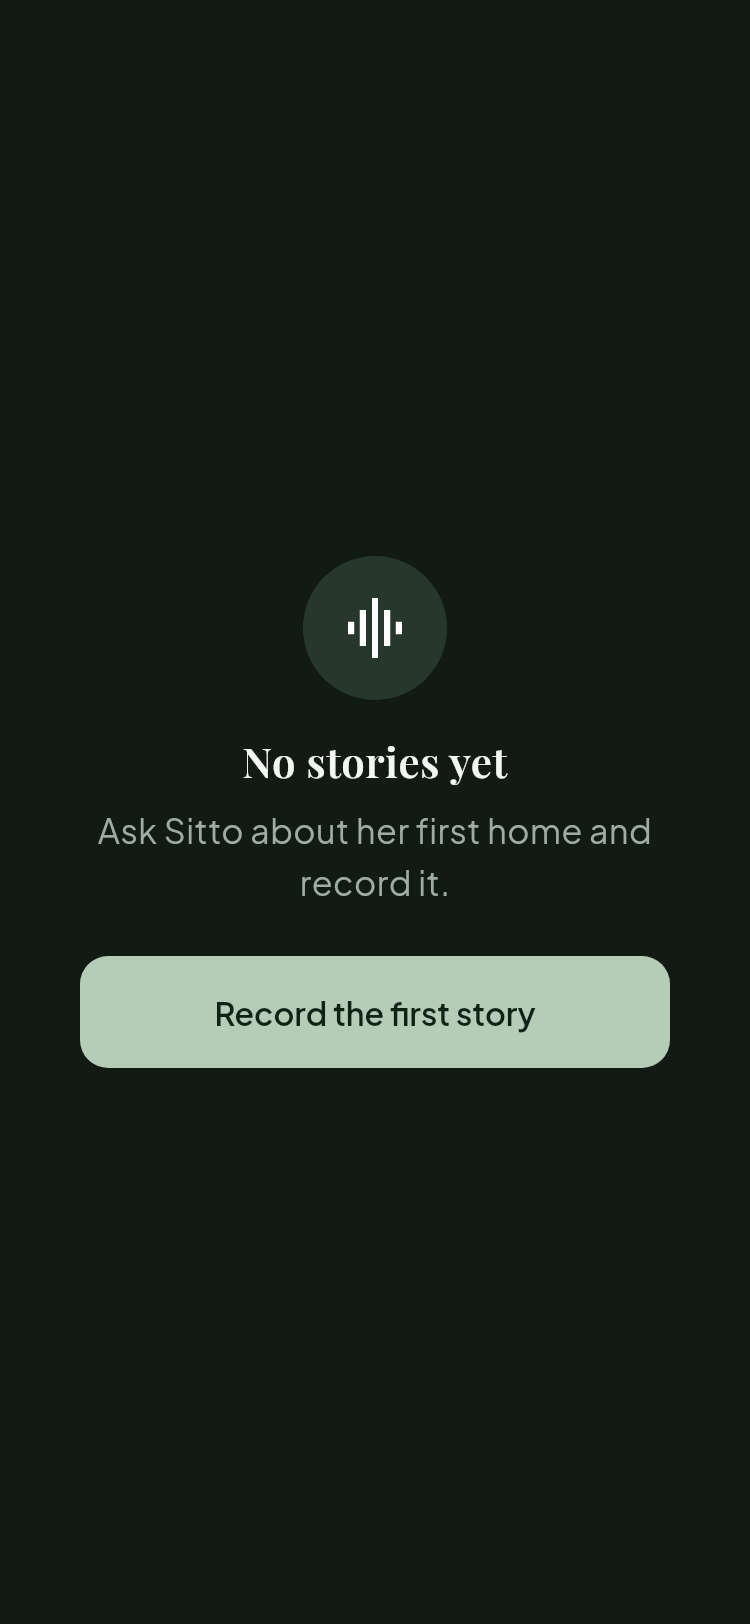 No stories yet
Ask Sitto about her first home and
record it.
Record the first story